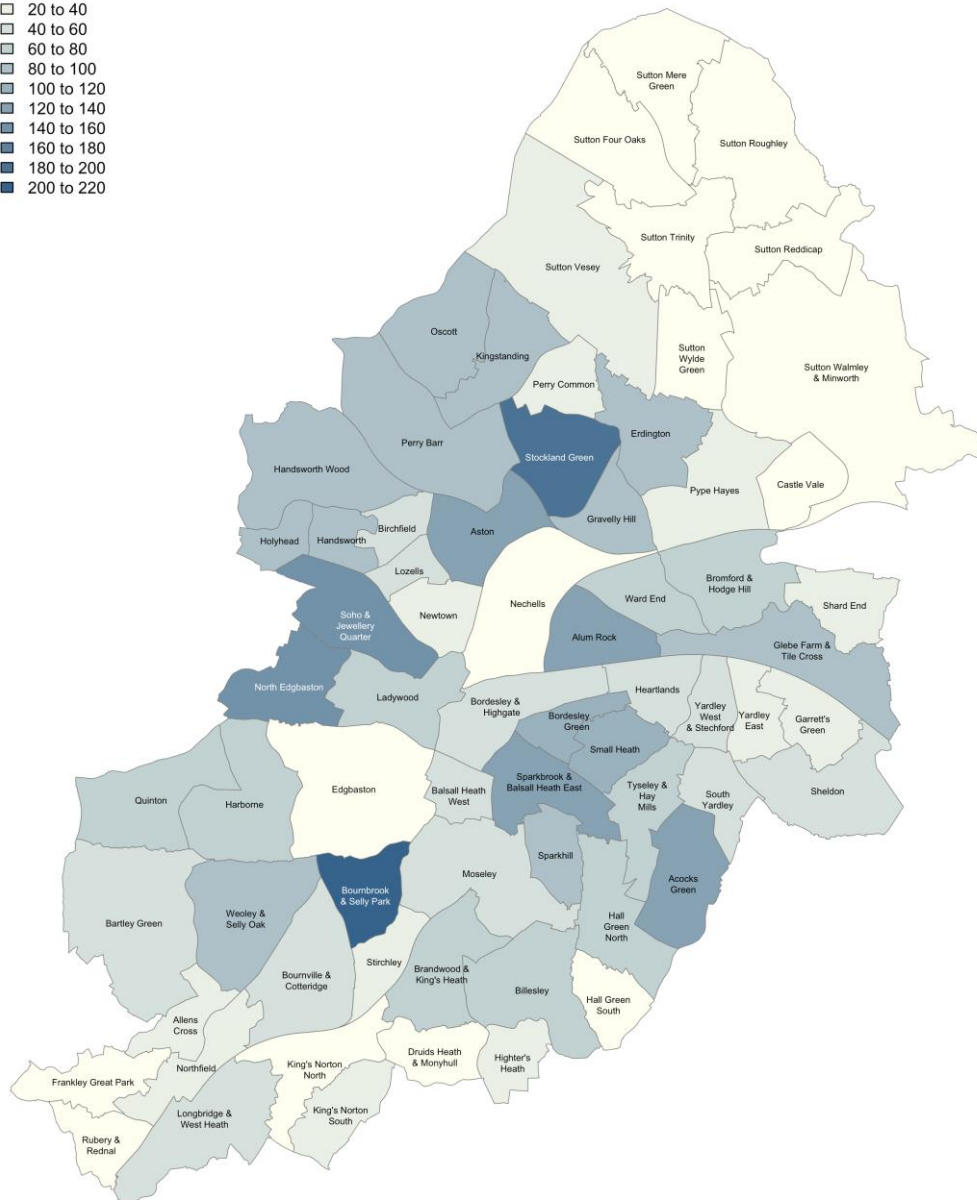 20 to 40
40 to 60
60 to 80
80 to 100
100 to 120
120 to 140
140 to 160
160 to 180
180 to 200
200 to 220
Sutton Mere
Green
Sutton Four Oaks
Sutton Roughley
Sutton Trinity
Sutton Reddicap
Sutton Vesey
Sutton
Wylde
Green
Sutton Walmley
& Minworth
Oscott
Kingstanding
Perry Common
Perry Barr
Erdington
Stockland Green
Handsworth Wood
Pype Hayes
Castle Vale
Gravelly Hill
Birchfield
Aston
Holyhead
Handsworth
Lozells
Bromford &
Hodge Hill
Ward End
Nechells
Newtown
Shard End
Soho &
Jewellery
Quarter
Alum Rock
Glebe Farm &
Tile Cross
North Edgbaston
Ladywood
Bordesley &
Highgate
Heartlands
Bordesley
Green
Yardley
West
& Stechford
Yardley
East
Garrett's
Green
Small Heath
Edgbaston
Sparkbrook &
Balsall Heath East
Balsall Heath
West
Tyseley &
Hay
Mills
South
Yardley
Sheldon
Quinton
Harborne
Sparkhill
Moseley
Acocks
Green
Bournbrook
& Selly Park
Weoley &
Selly Oak
Bartley Green
Hall
Green
North
Stirchley
Bournville &
Cotteridge
Brandwood &
King's Heath
Billesley
Hall Green
South
Allens
Cross
Druids Heath
& Monyhull
Highter's
Heath
Northfield
King's Norton
North
Frankley Great Park
Longbridge &
West Heath
King's Norton
South
Rubery &
Rednal